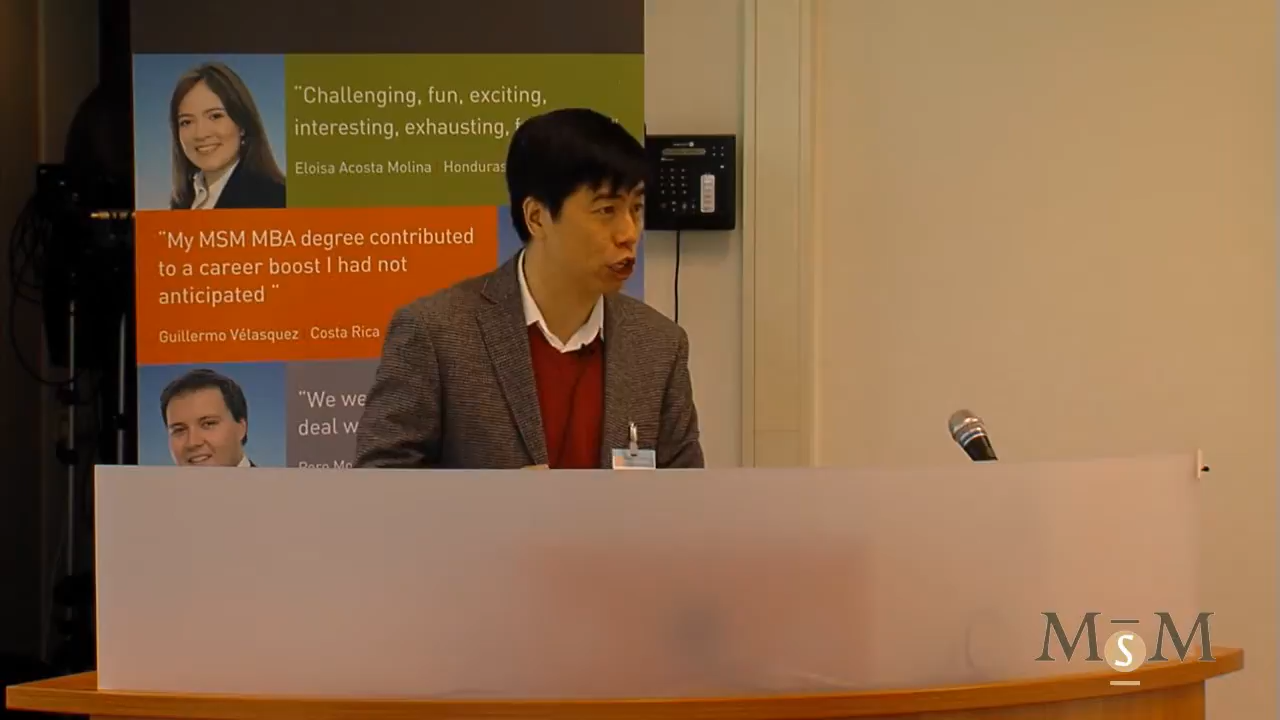 "Challenging, fun, exciting,
interesting, exhausting,
Eloisa Acosta Molina Honduras
"My MSM MBA degree contributed
to a career boost I had not
anticipated "
Guillermo Vélasquez Costa Rica
"We we
deal w
MSM